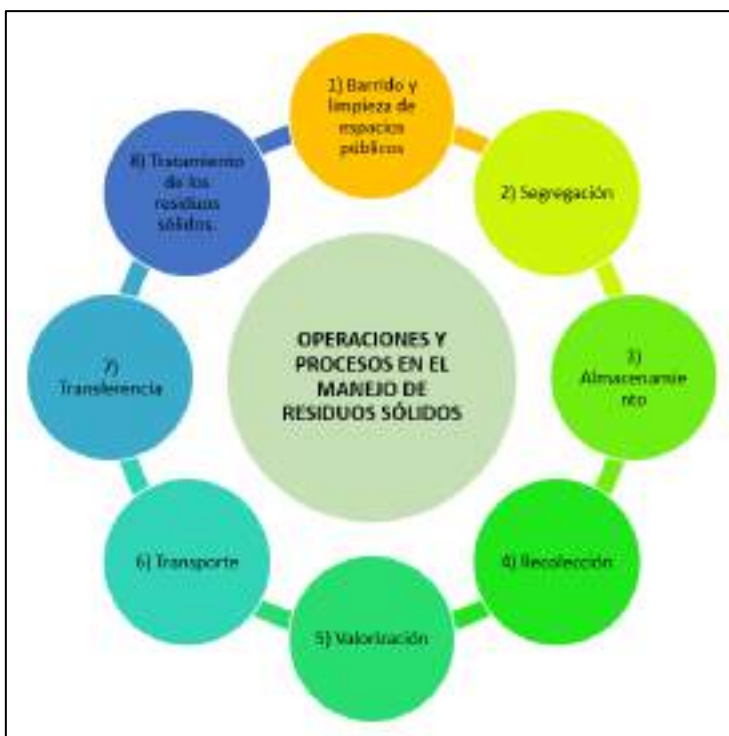 1) Barrido y
limpieza de
espacios
públicos
2) Segregación
3)
Almacenamie
nto
4) Recolección
5) Valorización
6) Transporte
7)
Transferencia
8) Tratamiento
de los
residuos
sólidos.
OPERACIONES Y
PROCESOS EN EL
MANEJO DE
RESIDUOS SÓLIDOS